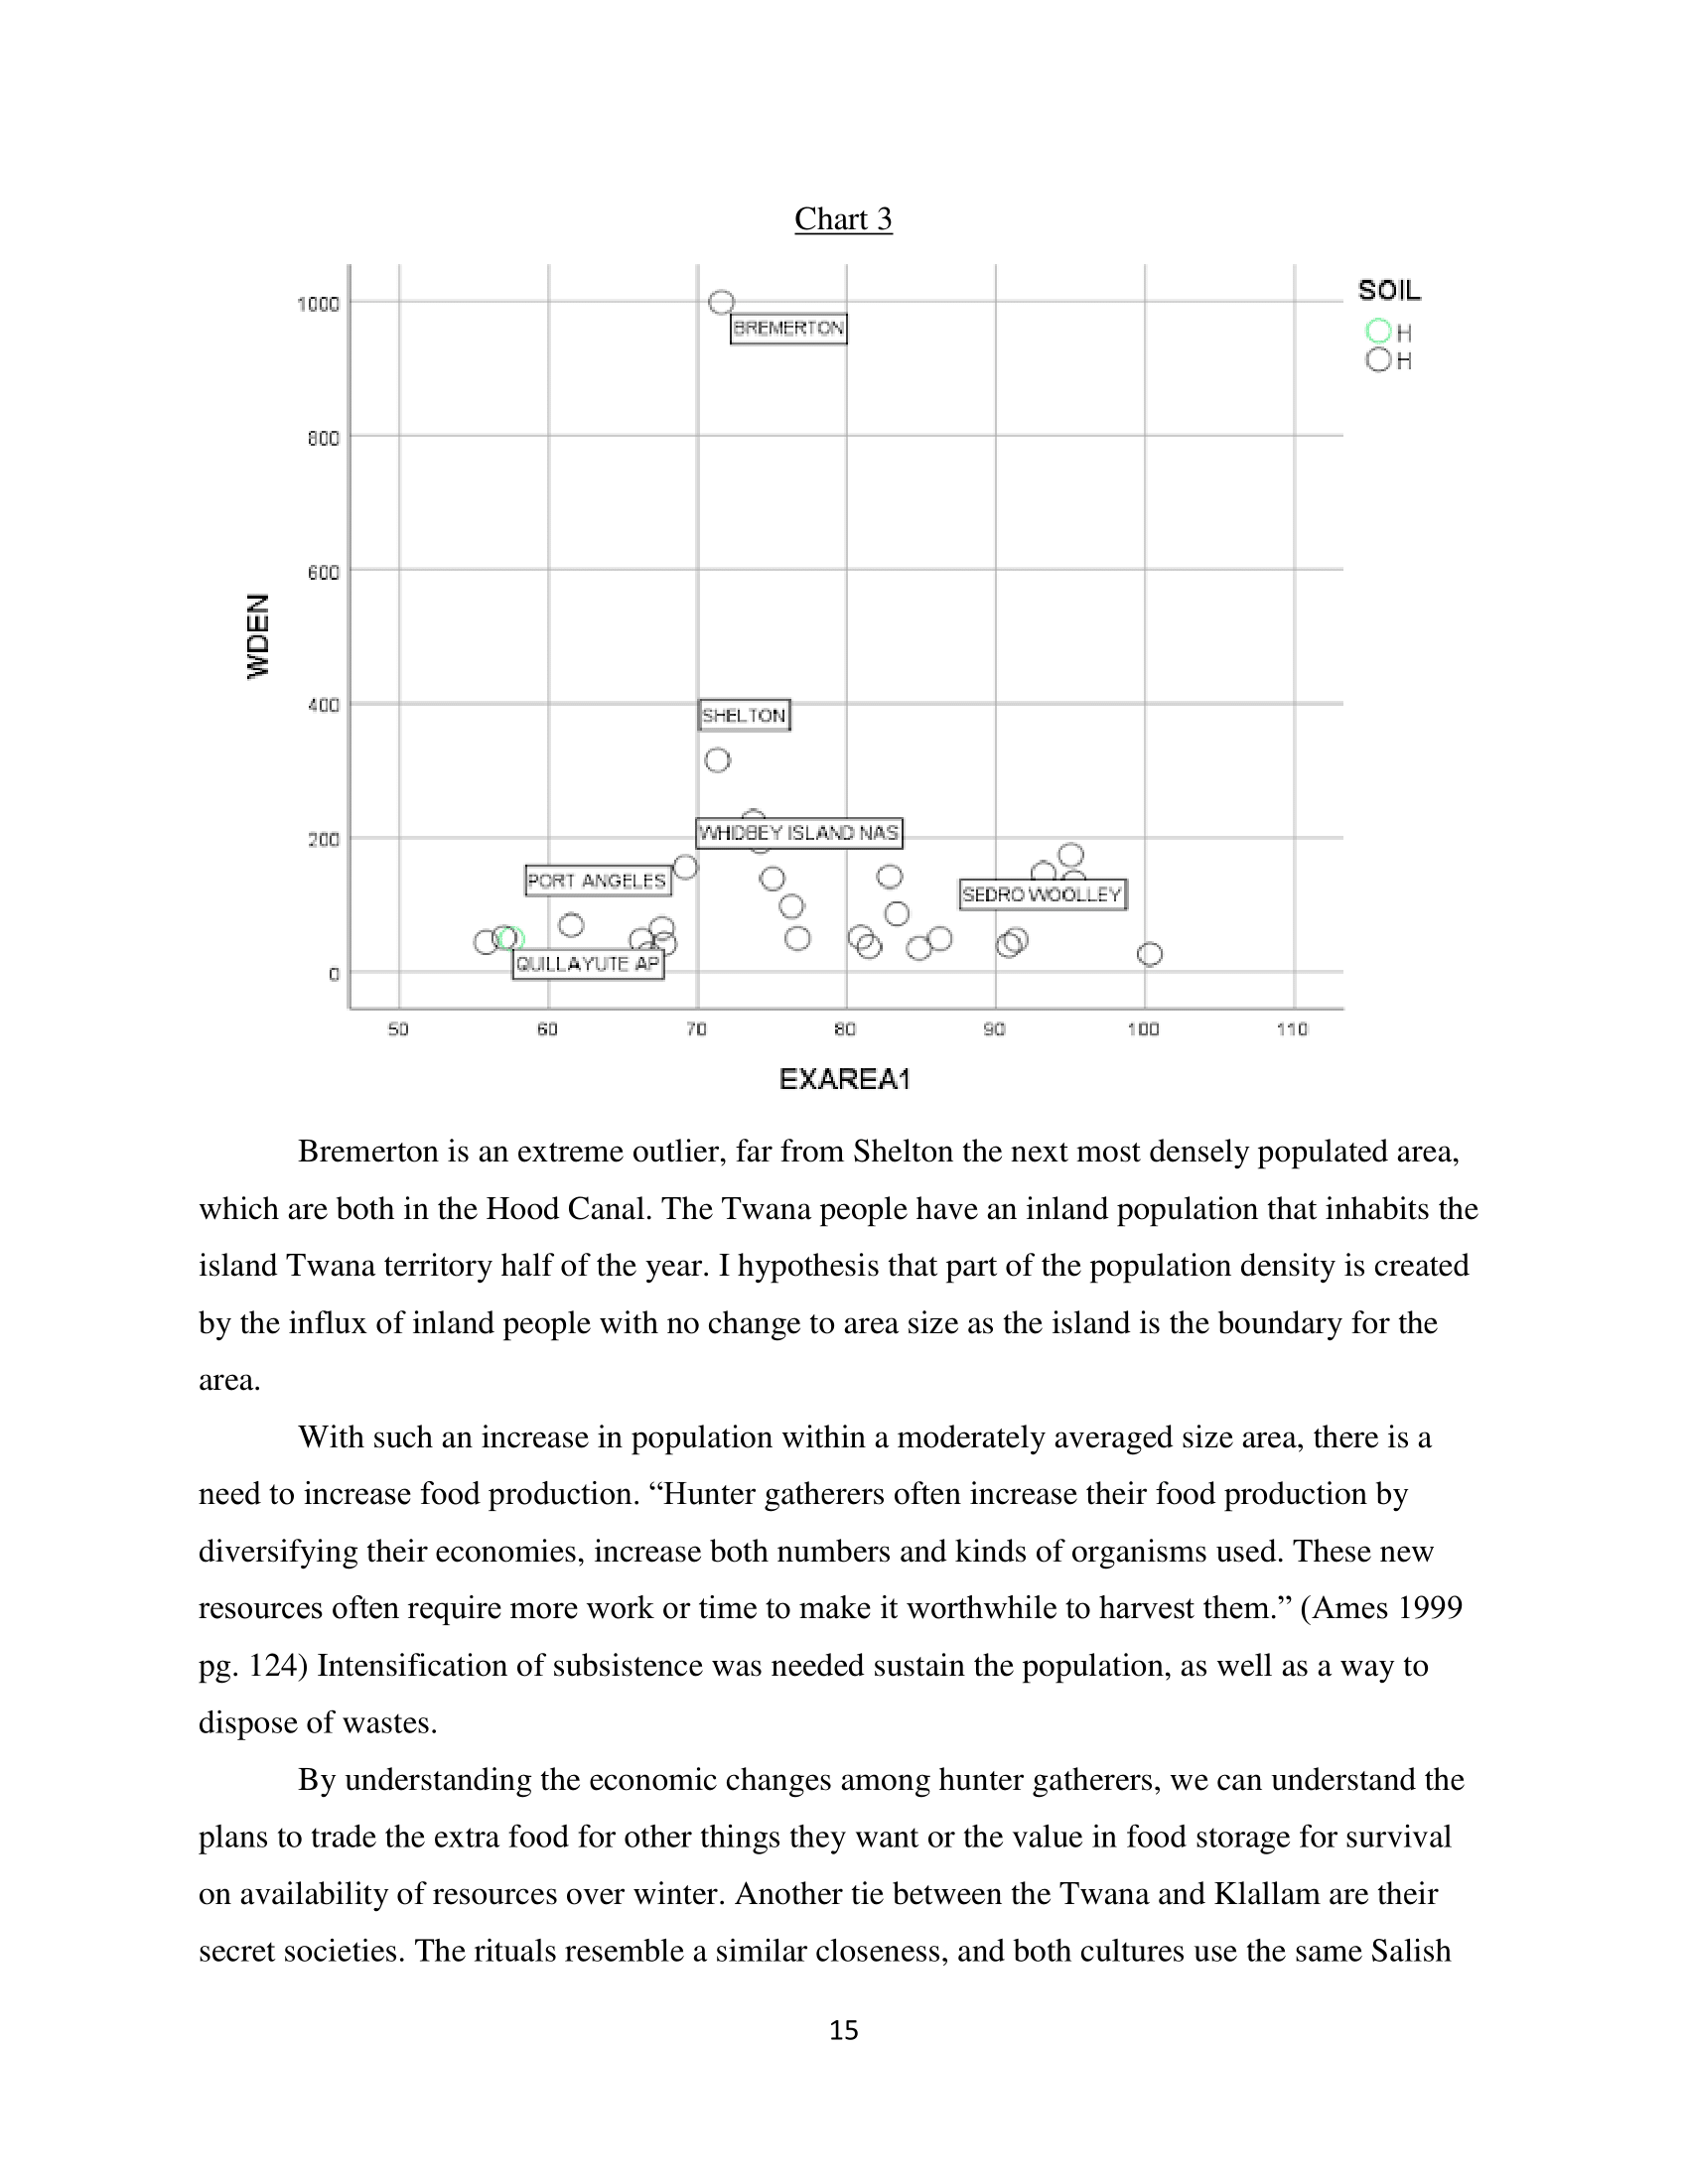 Chart 3
1000
BREMERTON
800
600
WDEN
400
SHELTON
200
WHIDBEY ISLAND NAS
PORT ANGELES
SEDRO WOOLLEY
QUILLAYUTE AP
0
50 60 70 80 90 100 110
EXAREA1
SOIL
H
H
Bremerton is an extreme outlier, far from Shelton the next most densely populated area,
which are both in the Hood Canal. The Twana people have an inland population that inhabits the
island Twana territory half of the year. I hypothesis that part of the population density is created
by the influx of inland people with no change to area size as the island is the boundary for the
area.
With such an increase in population within a moderately averaged size area, there is a
need to increase food production. “Hunter gatherers often increase their food production by
diversifying their economies, increase both numbers and kinds of organisms used. These new
resources often require more work or time to make it worthwhile to harvest them.” (Ames 1999
pg. 124) Intensification of subsistence was needed sustain the population, as well as a way to
dispose of wastes.
By understanding the economic changes among hunter gatherers, we can understand the
plans to trade the extra food for other things they want or the value in food storage for survival
on availability of resources over winter. Another tie between the Twana and Klallam are their
secret societies. The rituals resemble a similar closeness, and both cultures use the same Salish
15